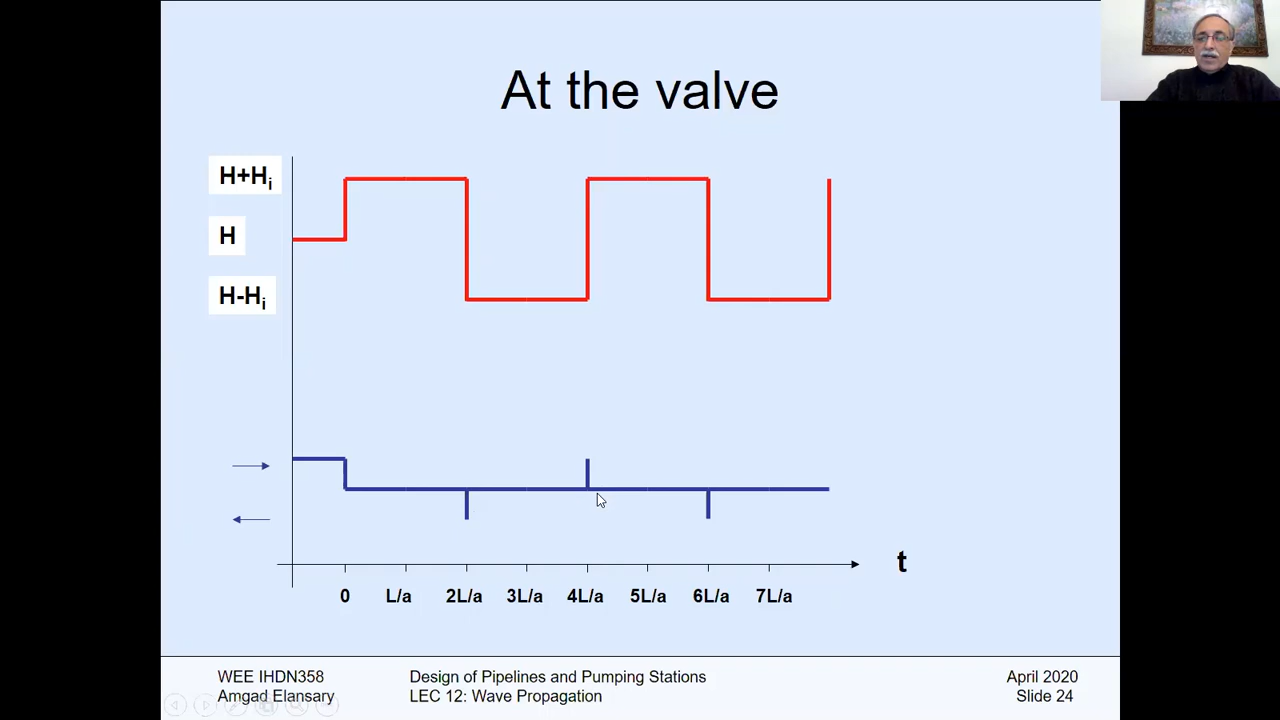 At the valve
H+Hi
H
H-Hi
t
0 L/a 2L/a 3L/a 4L/a 5L/a 6L/a 7L/a
WEE IHDN358 Design of Pipelines and Pumping Stations April 2020
Amgad Elansary LEC 12: Wave Propagation Slide 24